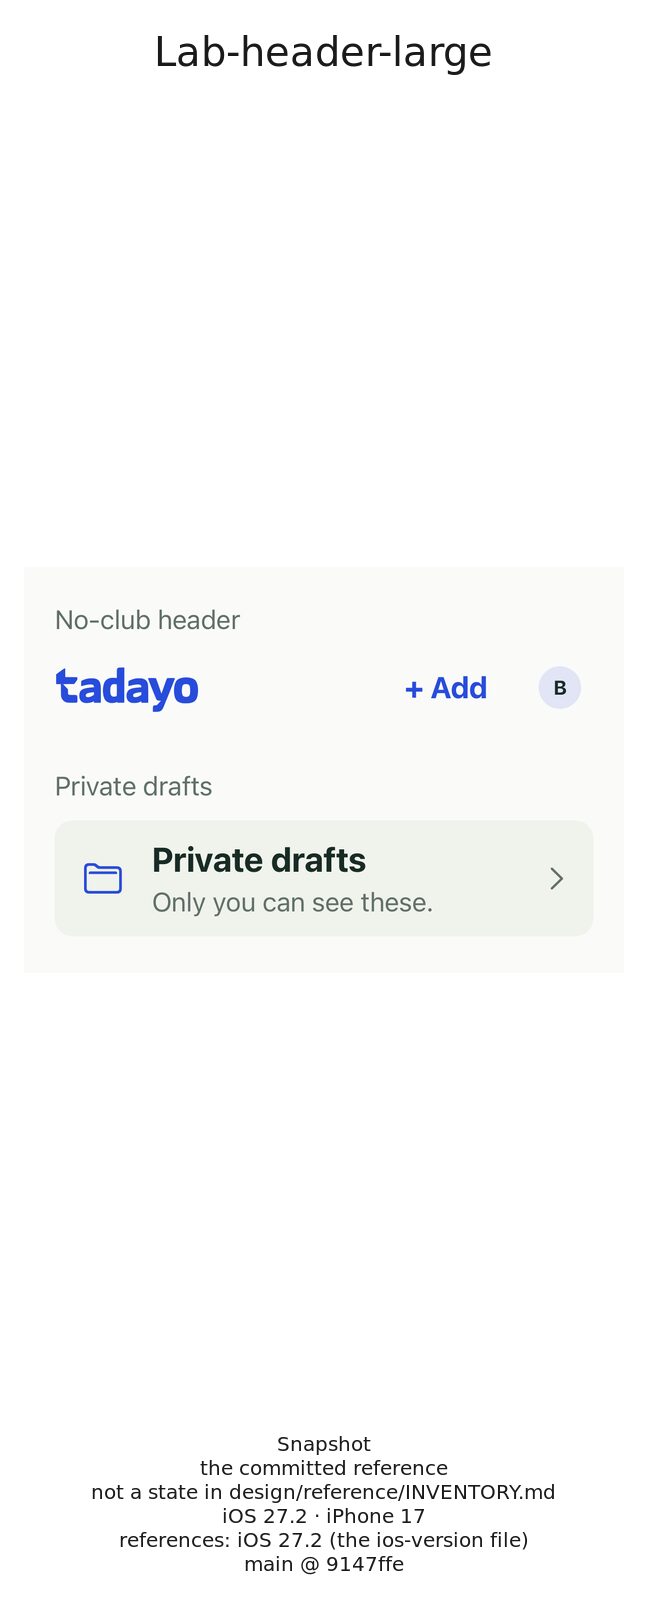 Lab-header-large
No-club header
tadayo
+ Add
B
Private drafts
Private drafts
Only you can see these.
Snapshot
the committed reference
not a state in design/reference/INVENTORY.md
iOS 27.2 · iPhone 17
references: iOS 27.2 (the ios-version file)
main @ 9147ffe